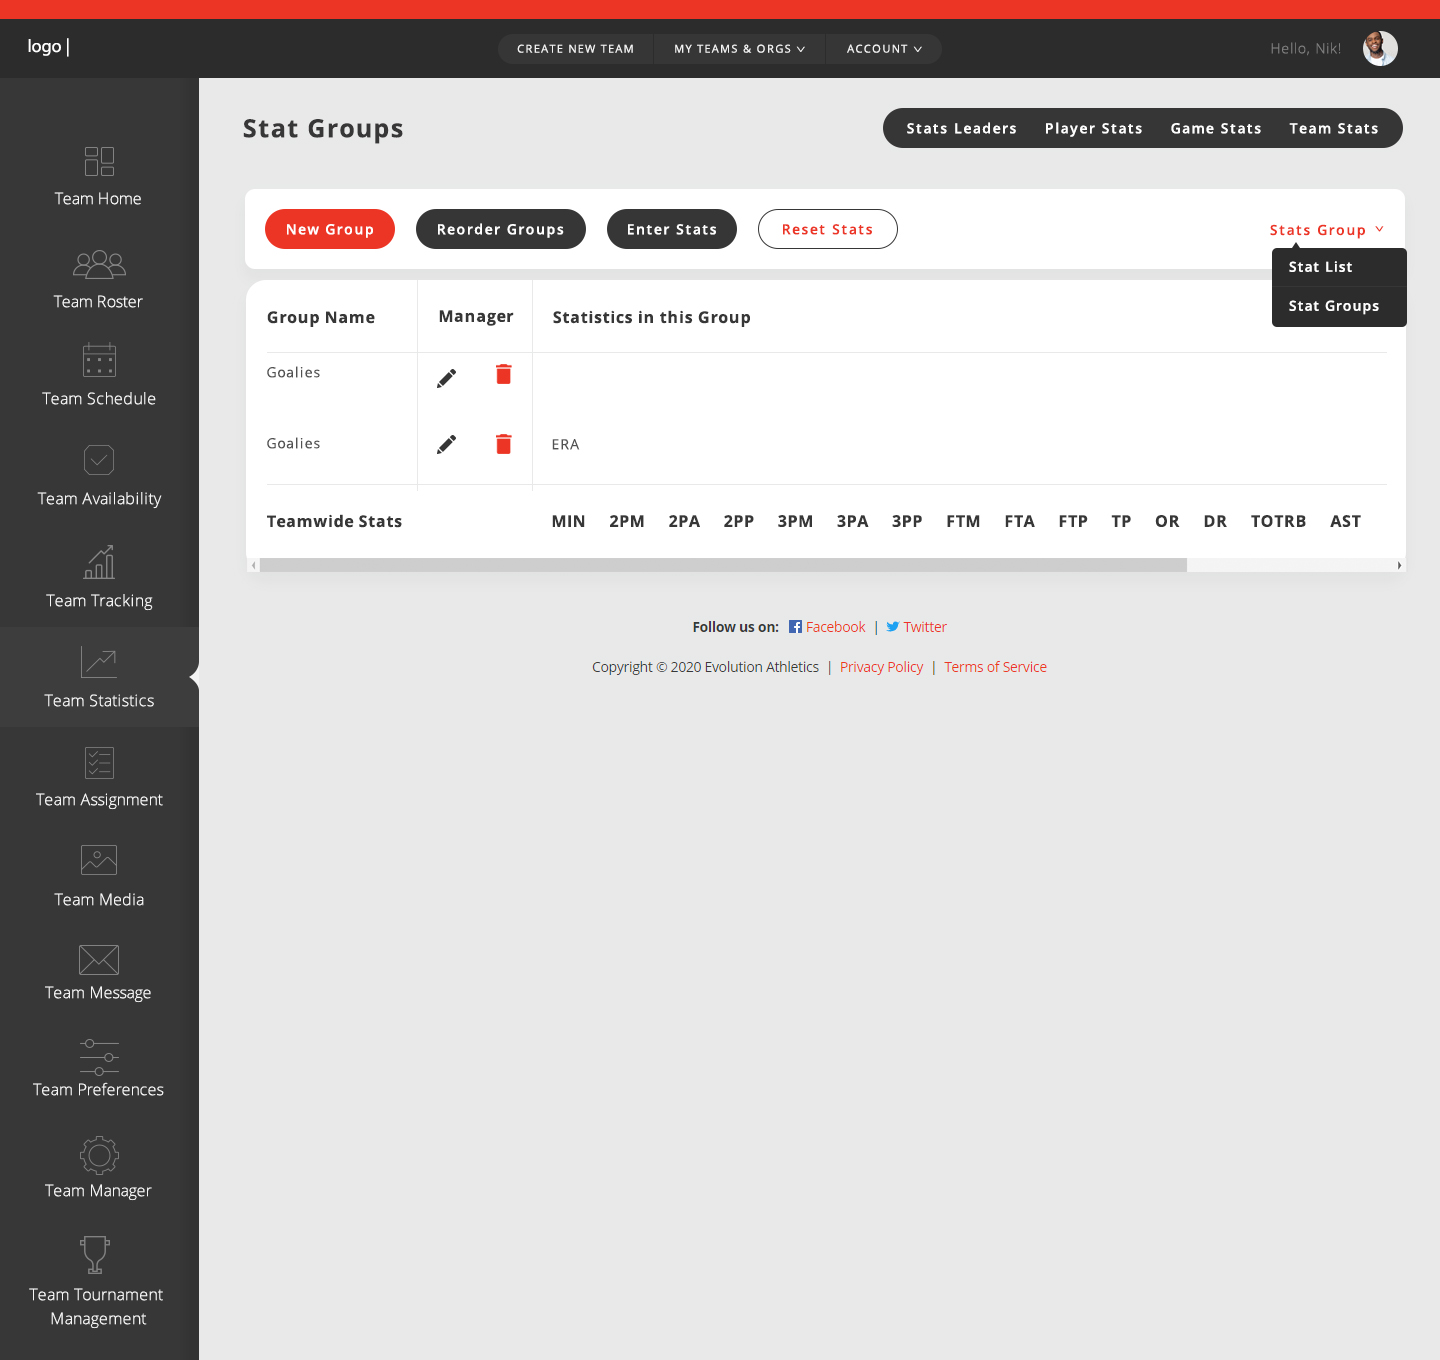 logo |
CREATE NEW TEAM
MY TEAMS & ORGS
ACCOUNT
Hello, Nik!
Team Home
Team Roster
Team Schedule
Team Availability
Team Tracking
Team Statistics
Team Assignment
Team Media
Team Message
Team Preferences
Team Manager
Team Tournament
Management
Stat Groups
Stats Leaders
Player Stats
Game Stats
Team Stats
New Group
Reorder Groups
Enter Stats
Reset Stats
Stats Group
Stat List
Stat Groups
Group Name
Manager
Statistics in this Group
Goalies
Goalies
ERA
Teamwide Stats MIN 2PM 2PA 2PP 3PM 3PA 3PP FTM FTA FTP TP OR DR TOTRB AST
Follow us on: Facebook | Twitter
Copyright © 2020 Evolution Athletics | Privacy Policy | Terms of Service